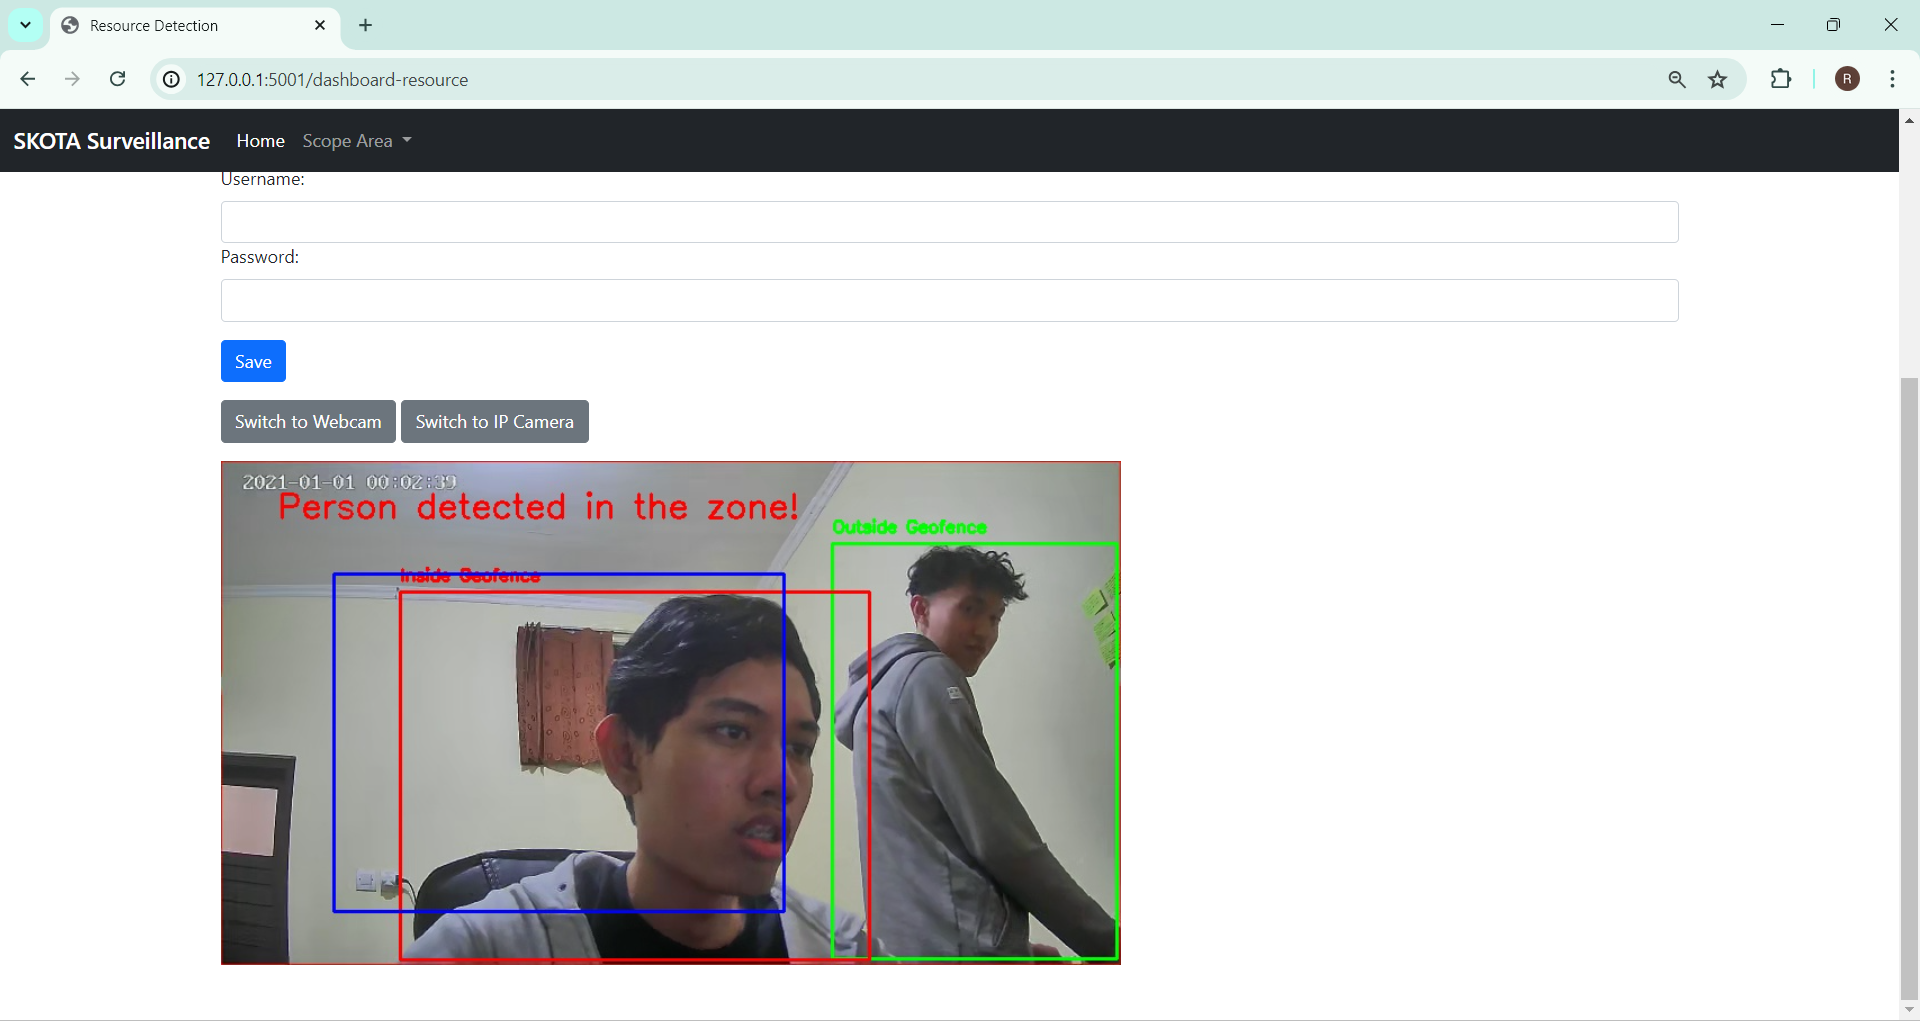 Resource Detection
127.0.0.1:5001/dashboard-resource
R
SKOTA Surveillance Home Scope Area
Username:
Password:
Save
Switch to Webcam Switch to IP Camera
2021-01-01 00:02:39
Person detected in the zone!
Outside Geofence
Inside Geofence